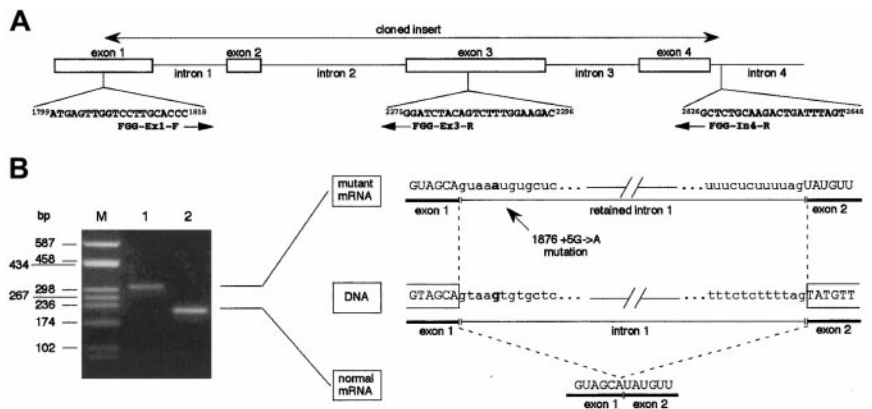 A
cloned insert
exon 1
exon 2
exon 3
exon 4
intron 1
intron 2
intron 3
intron 4
1799ATGAGTTGGTCCTTGCACCC1818
FGG-Ex1-F
2275GGATCTACAGTCTTTGGAAGAC2296
FGG-Ex3-R
2626GCTCTGCAAGACTGATTTAGT2646
FGG-In4-R
B
bp
M
1
2
587
458
434
298
267
236
174
102
mutant
mRNA
GUAGCAguaaaugugcuc...
...uuucucuuuuagUAUGUU
exon 1
retained intron 1
exon 2
1876 +5G->A
mutation
DNA
GTAGCAgtaagtgtgctc...
...tttctcttttagTATGTT
exon 1
intron 1
exon 2
normal
mRNA
GUAGCAUAUGUU
exon 1
exon 2